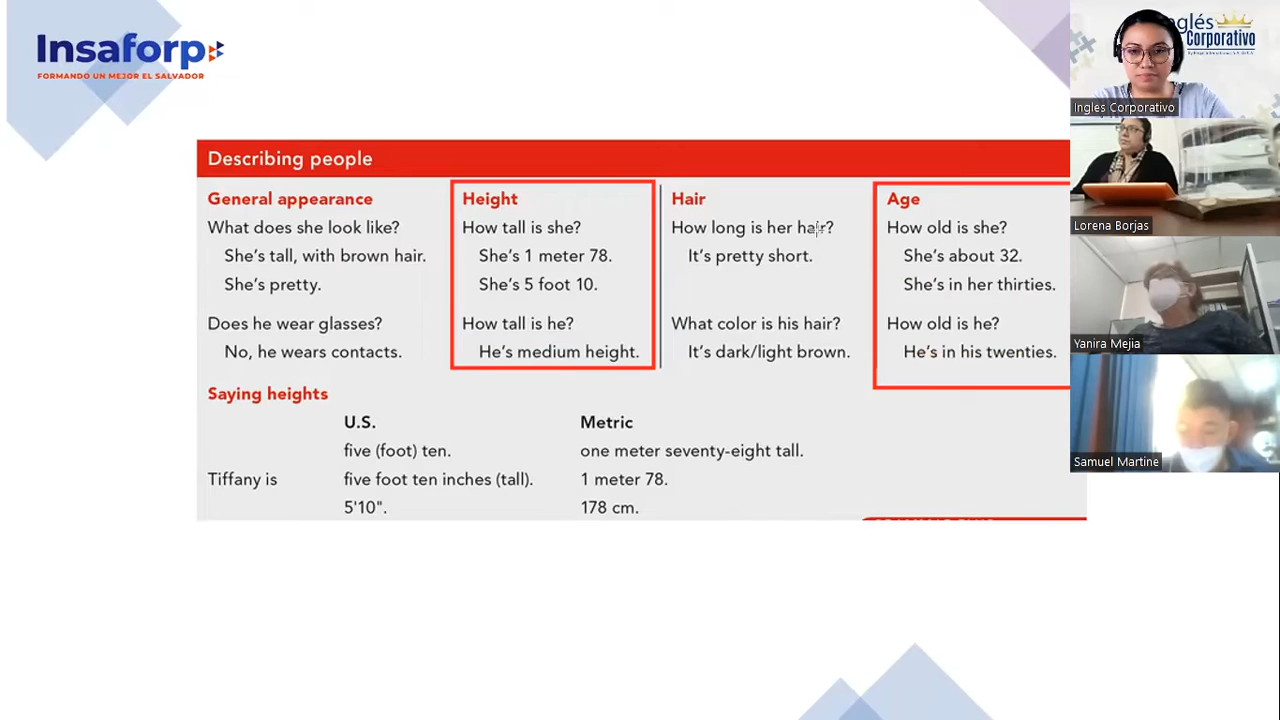 Insaforp
FORMANDO UN MEJOR EL SALVADOR
Describing people
General appearance
What does she look like?
She's tall, with brown hair.
She's pretty.
Does he wear glasses?
No, he wears contacts.
Height
How tall is she?
She's 1 meter 78.
She's 5 foot 10.
How tall is he?
He's medium height.
Hair
How long is her hair?
It's pretty short.
What color is his hair?
It's dark/light brown.
Age
How old is she?
She's about 32.
She's in her thirties.
How old is he?
He's in his twenties.
Saying heights
U.S.
Metric
five (foot) ten.
one meter seventy-eight tall.
Tiffany is
five foot ten inches (tall).
1 meter 78.
5'10".
178 cm.
Corporativo
Ingles Corporativo
Lorena Borjas
Yanira Mejia
Samuel Martine